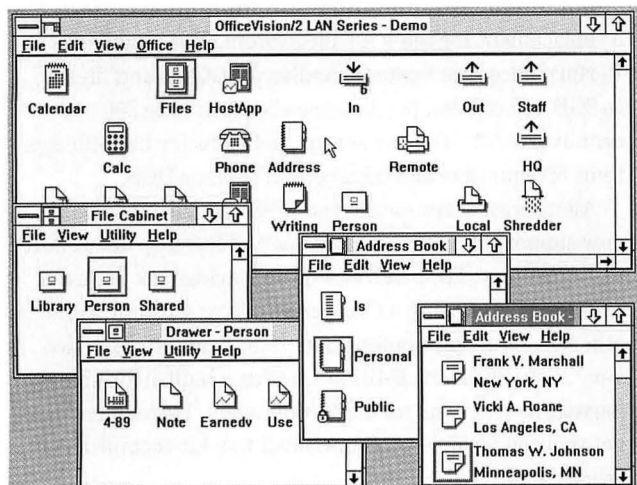 OfficeVision/2 LAN Series - Demo
File Edit View Office Help
Calendar Files HostApp In Out Staff
Calc Phone Address Remote HQ
Writing Person Local Shredder
File Cabinet
File View Utility Help
Library Person Shared
Drawer - Person
File View Utility Help
4-89 Note Earnedv Use
Address Book
File Edit View Help
Is
Personal
Public
Address Book -
File Edit View Help
Frank V. Marshall
New York, NY
Vicki A. Roane
Los Angeles, CA
Thomas W. Johnson
Minneapolis, MN